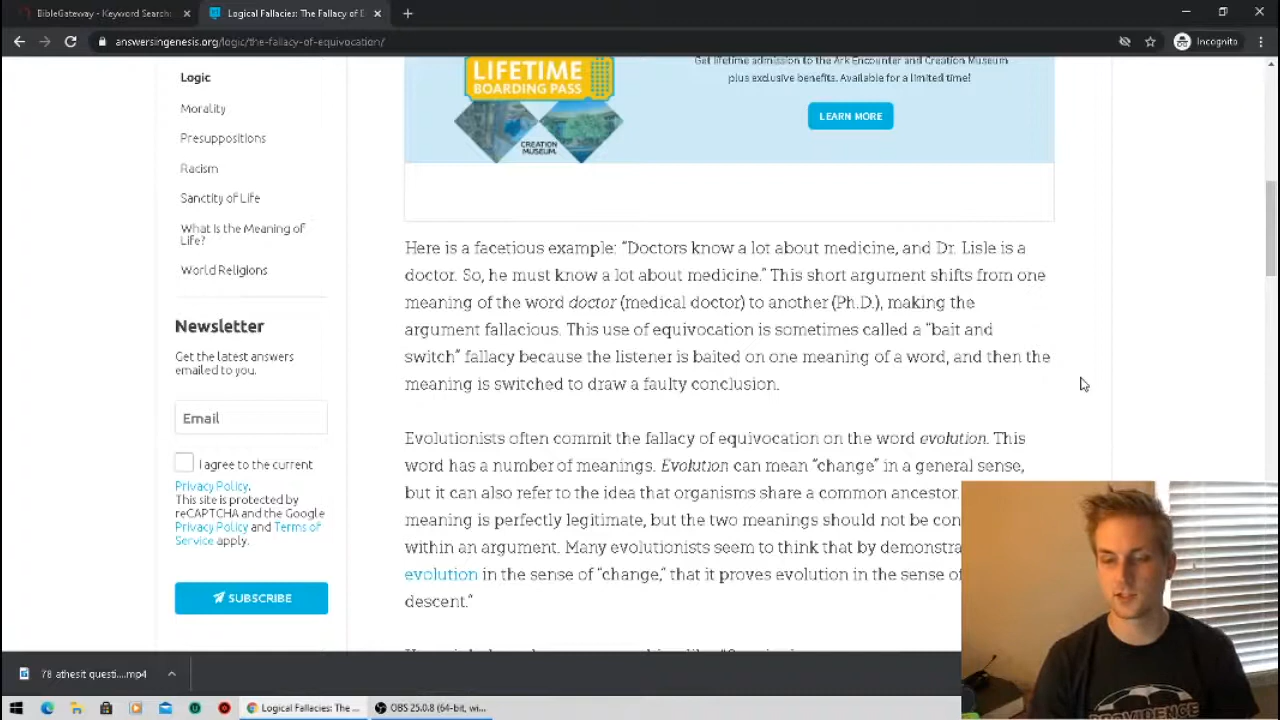 BibleGateway - Keyword Search:
Logical Fallacies: The Fallacy of E
answersingenesis.org/logic/the-fallacy-of-equivocation/
Incognito
Logic
Morality
Presuppositions
Racism
Sanctity of Life
What Is the Meaning of
Life?
World Religions
Newsletter
Get the latest answers
emailed to you.
Email
I agree to the current
Privacy Policy.
This site is protected by
reCAPTCHA and the Google
Privacy Policy and Terms of
Service apply.
SUBSCRIBE
LIFETIME
BOARDING PASS
CREATION
MUSEUM
Get lifetime admission to the Ark Encounter and Creation Museum
plus exclusive benefits. Available for a limited time!
LEARN MORE
Here is a facetious example: “Doctors know a lot about medicine, and Dr. Lisle is a
doctor. So, he must know a lot about medicine.” This short argument shifts from one
meaning of the word doctor (medical doctor) to another (Ph.D.), making the
argument fallacious. This use of equivocation is sometimes called a “bait and
switch” fallacy because the listener is baited on one meaning of a word, and then the
meaning is switched to draw a faulty conclusion.
Evolutionists often commit the fallacy of equivocation on the word evolution. This
word has a number of meanings. Evolution can mean “change” in a general sense,
but it can also refer to the idea that organisms share a common ancestor.
meaning is perfectly legitimate, but the two meanings should not be con
within an argument. Many evolutionists seem to think that by demonstra
evolution in the sense of “change,” that it proves evolution in the sense of
descent.”
PROVIDENCE
78 athesit questi....mp4
Logical Fallacies: The ...
OBS 25.0.8 (64-bit, wi...